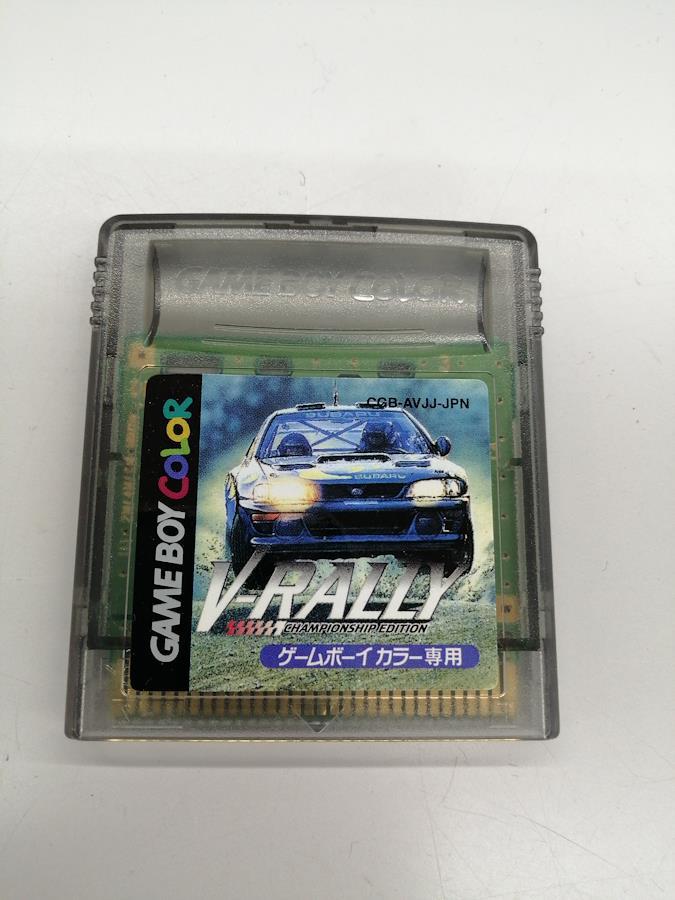 GAME BOY COLOR
CGB-AVJJ-JPN
SUBARU
SUBARU
GAME BOY COLOR
V-RALLY
CHAMPIONSHIP EDITION
ゲームボーイカラー専用